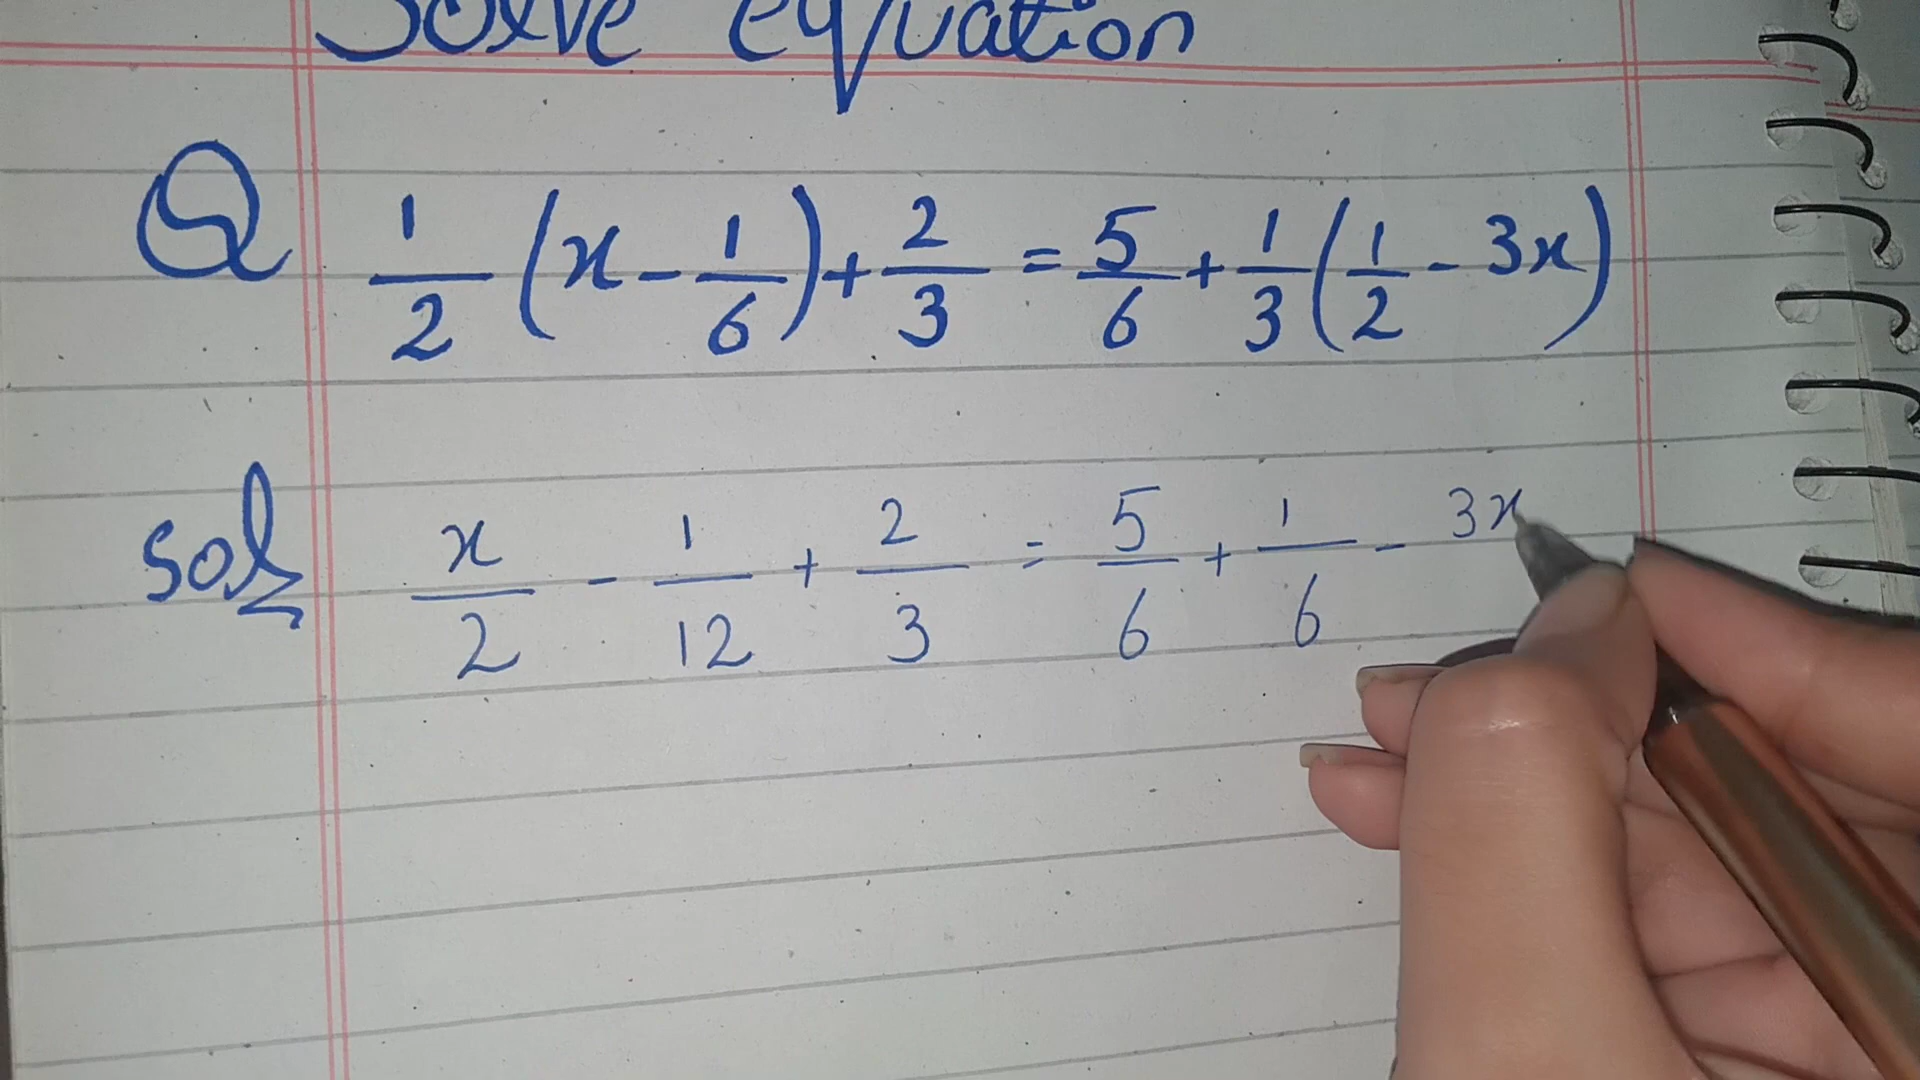 Solve equation
Q 1/2 (x - 1/6) + 2/3 = 5/6 + 1/3 (1/2 - 3x)
Sol x/2 - 1/12 + 2/3 = 5/6 + 1/6 - 3x